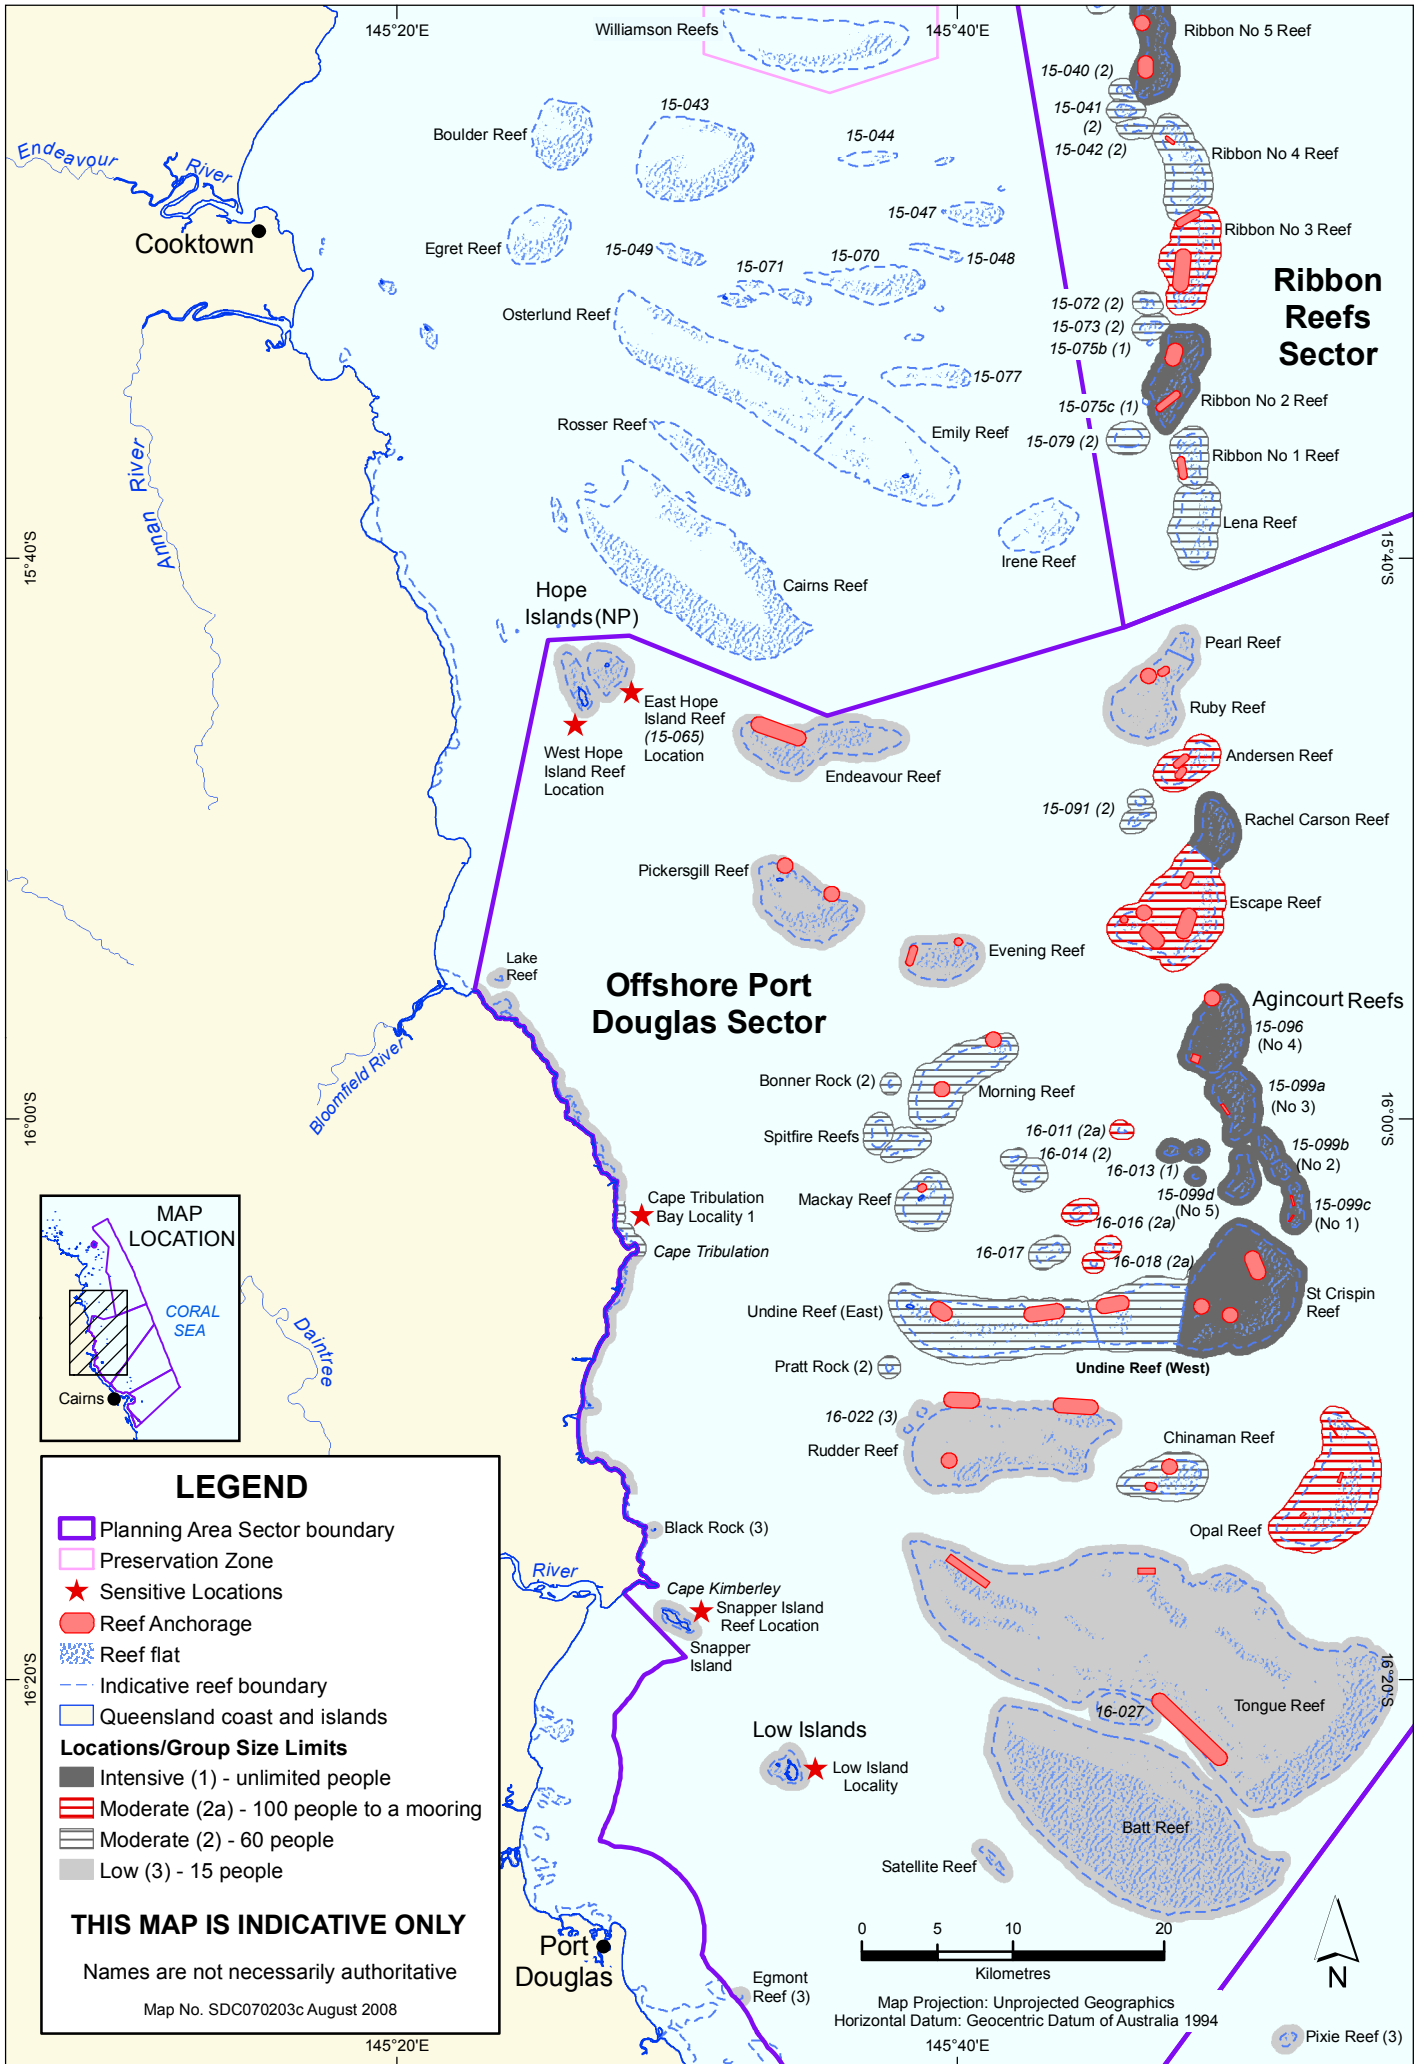 145°20'E
Williamson Reefs
145°40'E
Ribbon No 5 Reef
15-040 (2)
15-041
(2)
15-042 (2)
Ribbon No 4 Reef
15-043
Boulder Reef
15-044
Endeavour
River
Cooktown
Egret Reef
15-047
15-049
15-048
15-070
15-071
Ribbon No 3 Reef
Ribbon
Reefs
Sector
Osterlund Reef
15-072 (2)
15-073 (2)
15-075b (1)
15-077
15-075c (1)
Ribbon No 2 Reef
Rosser Reef
Emily Reef
15-079 (2)
Ribbon No 1 Reef
Annan River
Lena Reef
Irene Reef
15°40'S
15°40'S
Cairns Reef
Hope
Islands (NP)
Pearl Reef
East Hope
Island Reef
(15-065)
Location
West Hope
Island Reef
Location
Ruby Reef
Endeavour Reef
Andersen Reef
15-091 (2)
Rachel Carson Reef
Pickersgill Reef
Escape Reef
Evening Reef
Lake
Reef
Offshore Port
Douglas Sector
Agincourt Reefs
15-096
(No 4)
Bloomfield River
Bonner Rock (2)
Morning Reef
15-099a
(No 3)
16°00'S
16°00'S
Spitfire Reefs
16-011 (2a)
16-014 (2)
15-099b
(No 2)
16-013 (1)
Mackay Reef
15-099d
(No 5)
15-099c
(No 1)
Cape Tribulation
Bay Locality 1
16-016 (2a)
Cape Tribulation
16-017
16-018 (2a)
MAP
LOCATION
CORAL
SEA
Cairns
Daintree
Undine Reef (East)
St Crispin
Reef
Pratt Rock (2)
Undine Reef (West)
16-022 (3)
Rudder Reef
Chinaman Reef
Opal Reef
Black Rock (3)
River
Cape Kimberley
Snapper Island
Reef Location
Snapper
Island
16°20'S
16°20'S
16-027
Tongue Reef
Low Islands
Low Island
Locality
Batt Reef
Satellite Reef
Port
Douglas
Egmont
Reef (3)
Pixie Reef (3)
LEGEND
Planning Area Sector boundary
Preservation Zone
Sensitive Locations
Reef Anchorage
Reef flat
Indicative reef boundary
Queensland coast and islands
Locations/Group Size Limits
Intensive (1) - unlimited people
Moderate (2a) - 100 people to a mooring
Moderate (2) - 60 people
Low (3) - 15 people
THIS MAP IS INDICATIVE ONLY
Names are not necessarily authoritative
Map No. SDC070203c August 2008
0 5 10 20
Kilometres
Map Projection: Unprojected Geographics
Horizontal Datum: Geocentric Datum of Australia 1994
N
145°20'E
145°40'E